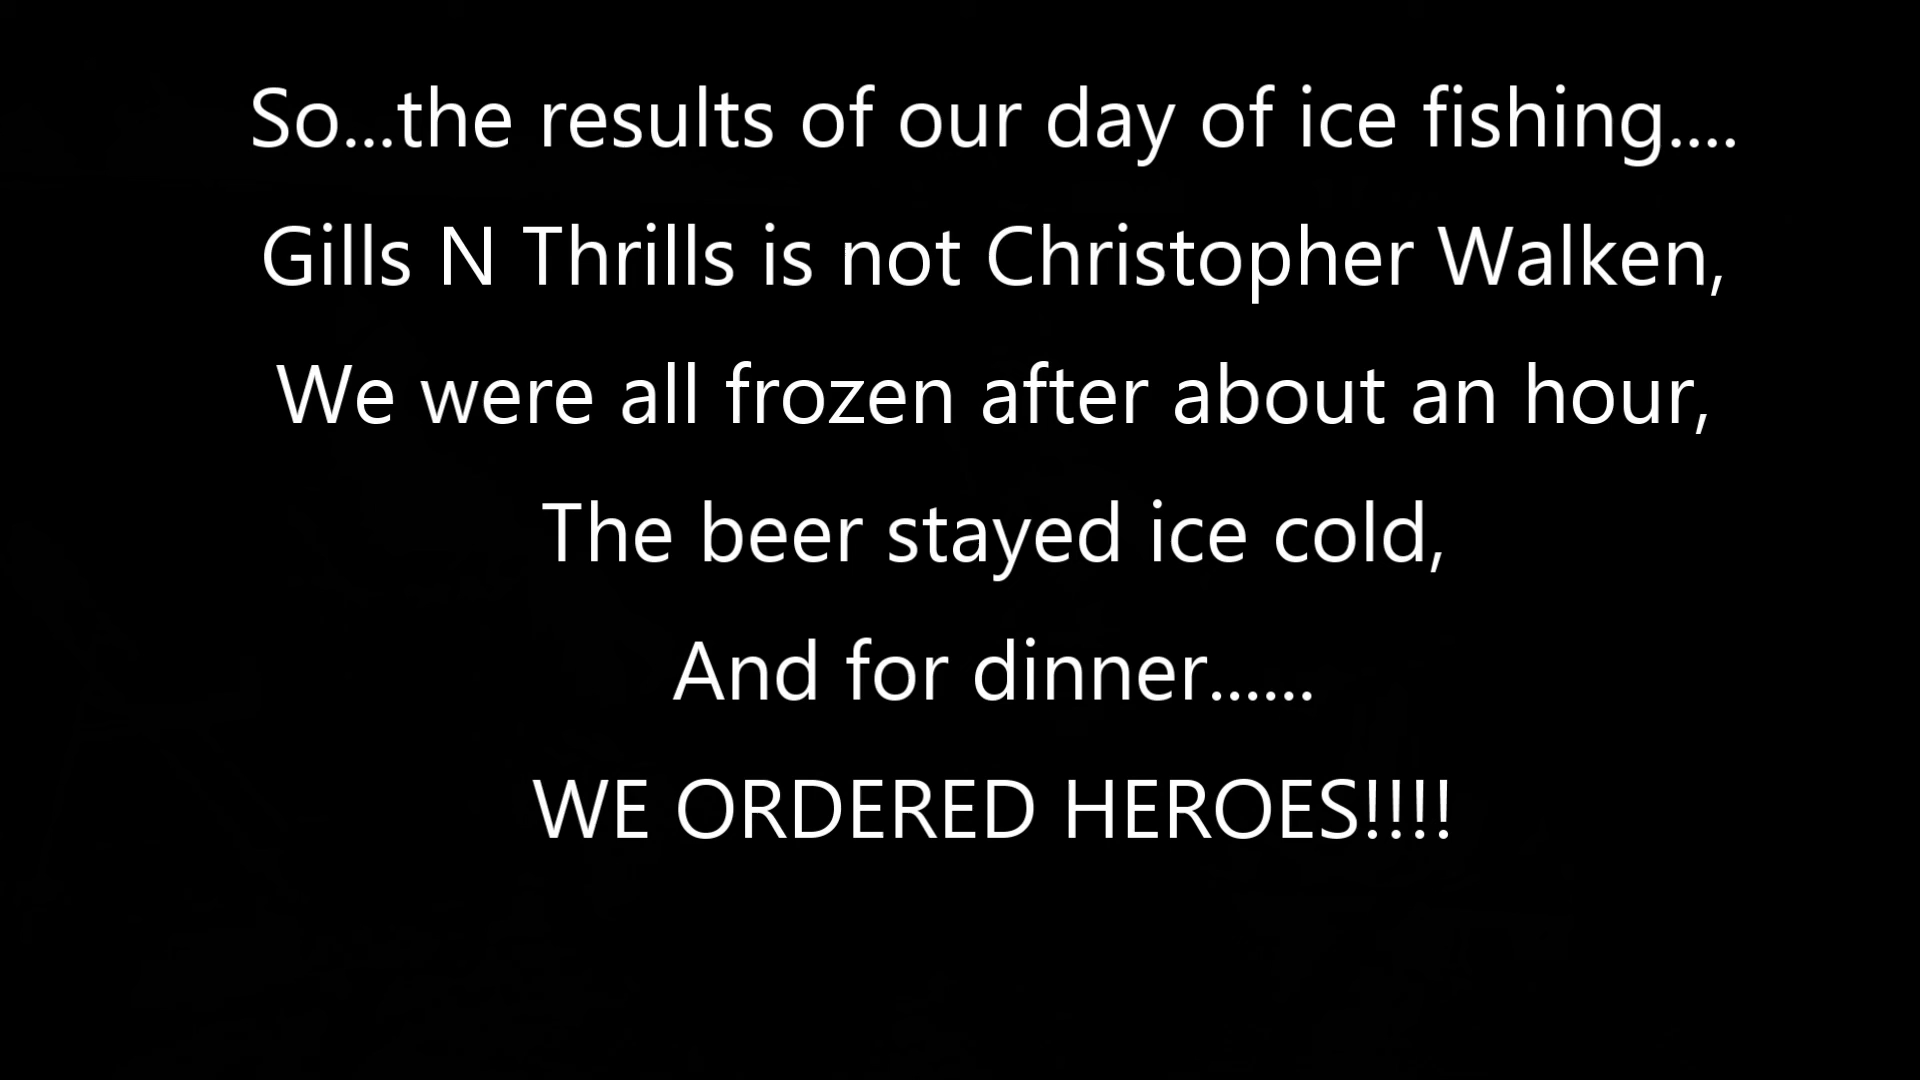 So...the results of our day of ice fishing....
Gills N Thrills is not Christopher Walken,
We were all frozen after about an hour,
The beer stayed ice cold,
And for dinner......
WE ORDERED HEROES!!!!